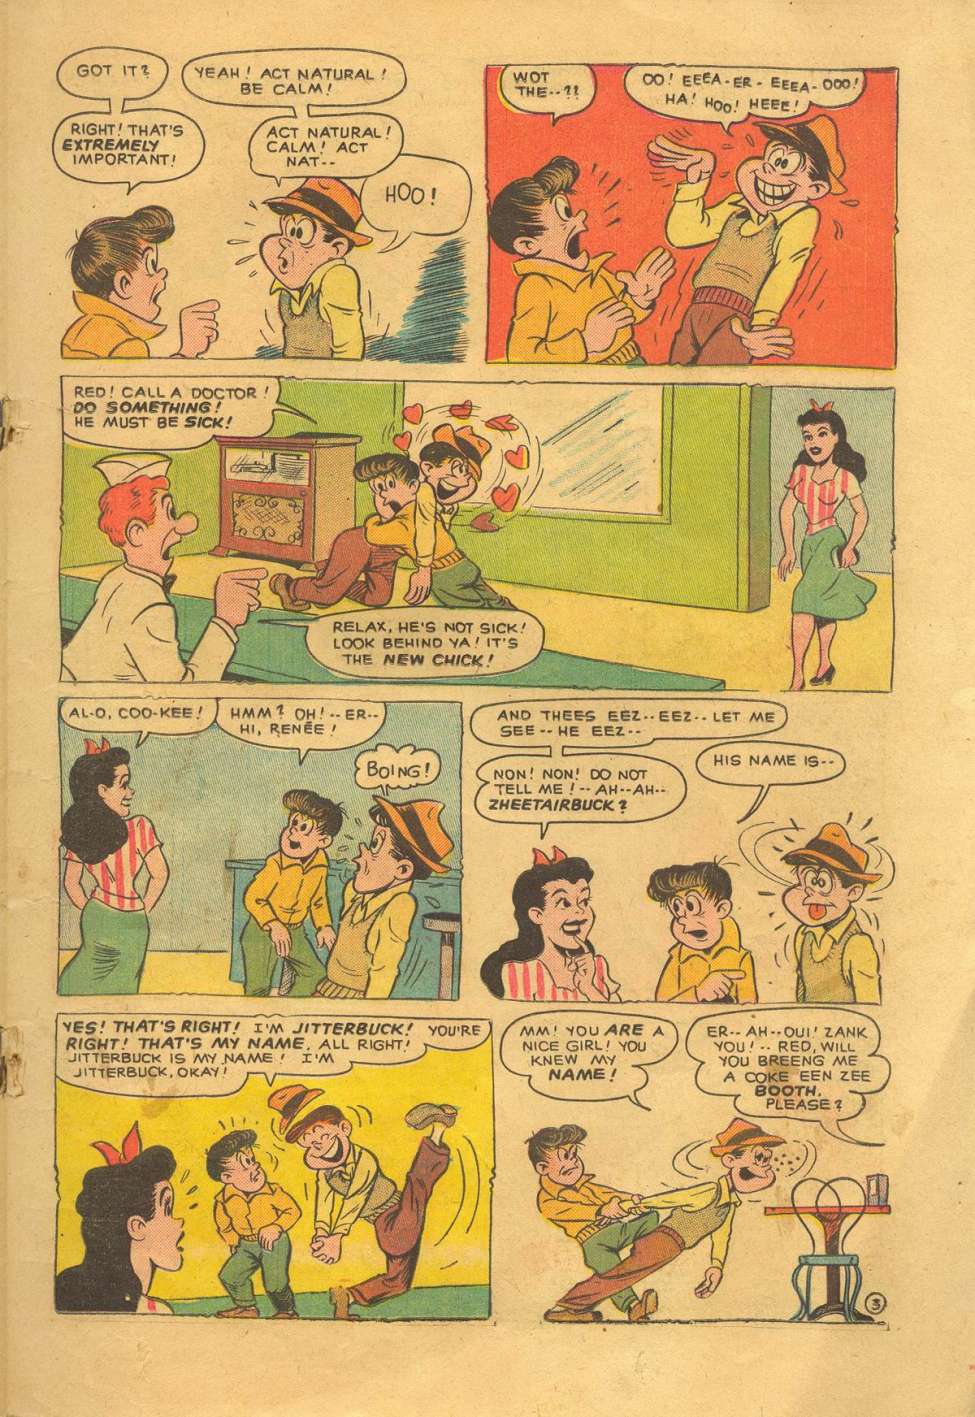 GOT IT?
RIGHT! THAT'S
EXTREMELY
IMPORTANT!
YEAH! ACT NATURAL!
BE CALM!
ACT NATURAL!
CALM! ACT
NAT--
HOO!
WOT
THE--?!
OO! EEEA-ER-EEEA-OOO!
HA! HOO! HEEE!
RED! CALL A DOCTOR!
DO SOMETHING!
HE MUST BE SICK!
RELAX, HE'S NOT SICK!
LOOK BEHIND YA! IT'S
THE NEW CHICK!
AL-O, COO-KEE!
HMM? OH!--ER--
HI, RENÉE!
BOING!
AND THEES EEZ--EEZ--LET ME
SEE--HE EEZ--
NON! NON! DO NOT
TELL ME!--AH--AH--
ZHEETAIRBUCK?
HIS NAME IS--
YES! THAT'S RIGHT! I'M JITTERBUCK! YOU'RE
RIGHT! THAT'S MY NAME, ALL RIGHT!
JITTERBUCK IS MY NAME! I'M
JITTERBUCK, OKAY!
MM! YOU ARE A
NICE GIRL! YOU
KNEW MY
NAME!
ER--AH--OUI! ZANK
YOU!--RED, WILL
YOU BREENG ME
A COKE EEN ZEE
BOOTH,
PLEASE?
3